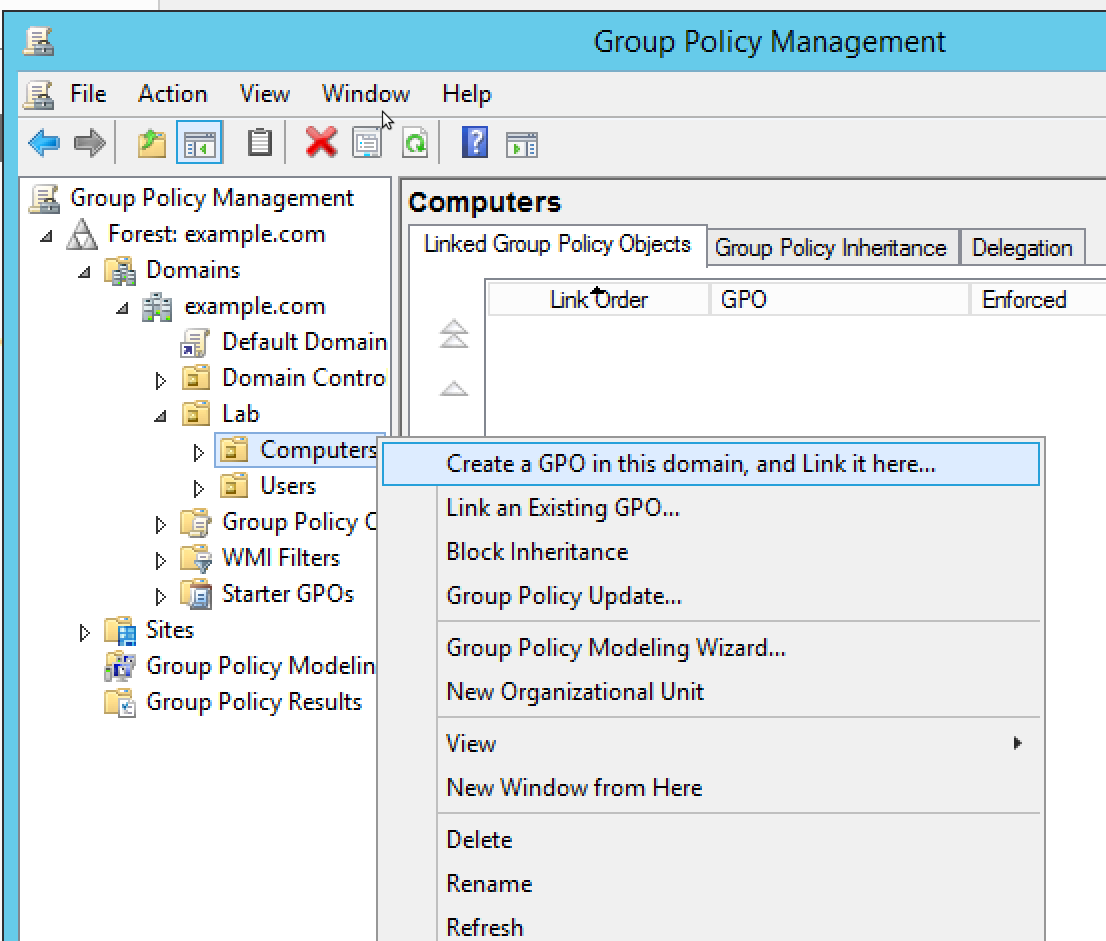 Group Policy Management
File Action View Window Help
Group Policy Management
Forest: example.com
Domains
example.com
Default Domain
Domain Contro
Lab
Computers
Users
Group Policy C
WMI Filters
Starter GPOs
Sites
Group Policy Modelin
Group Policy Results
Computers
Linked Group Policy Objects Group Policy Inheritance Delegation
Link Order GPO Enforced
Create a GPO in this domain, and Link it here...
Link an Existing GPO...
Block Inheritance
Group Policy Update...
Group Policy Modeling Wizard...
New Organizational Unit
View
New Window from Here
Delete
Rename
Refresh